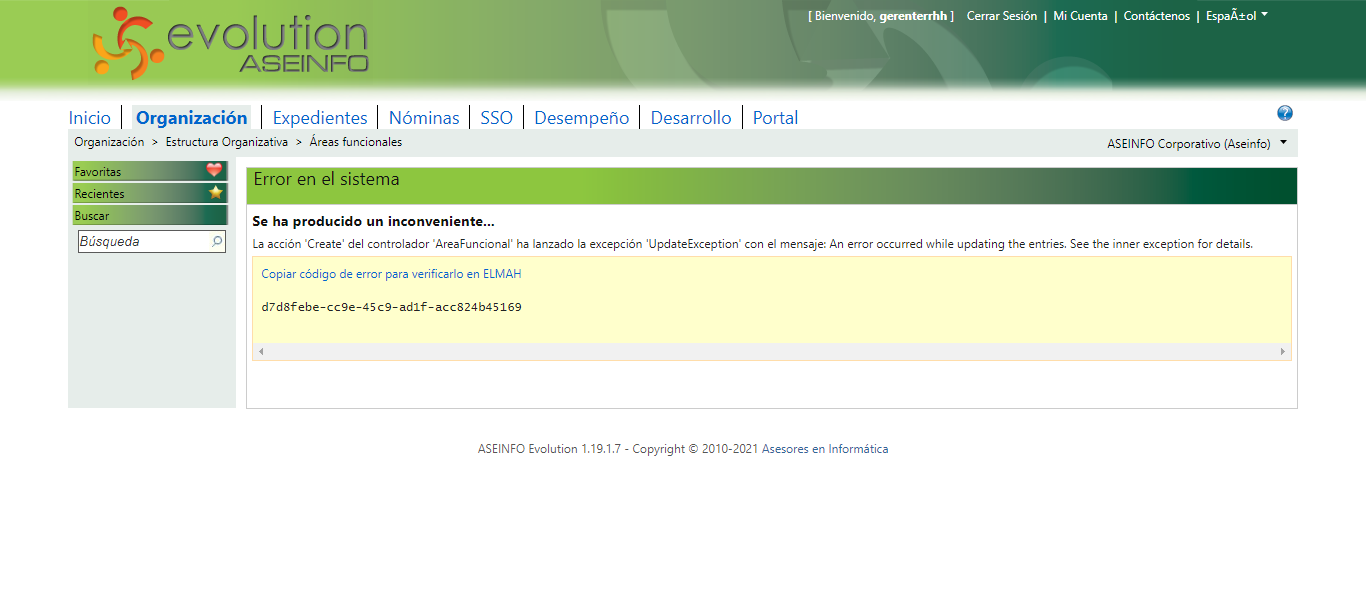 evolution
ASEINFO
[ Bienvenido, gerenterrhh ] Cerrar Sesión | Mi Cuenta | Contáctenos | EspaÃ±ol
Inicio | Organización | Expedientes | Nóminas | SSO | Desempeño | Desarrollo | Portal
?
Organización > Estructura Organizativa > Áreas funcionales
ASEINFO Corporativo (Aseinfo)
Favoritas
Recientes
Buscar
Búsqueda
Error en el sistema
Se ha producido un inconveniente...
La acción 'Create' del controlador 'AreaFuncional' ha lanzado la excepción 'UpdateException' con el mensaje: An error occurred while updating the entries. See the inner exception for details.
Copiar código de error para verificarlo en ELMAH
d7d8febe-cc9e-45c9-ad1f-acc824b45169
ASEINFO Evolution 1.19.1.7 - Copyright © 2010-2021 Asesores en Informática